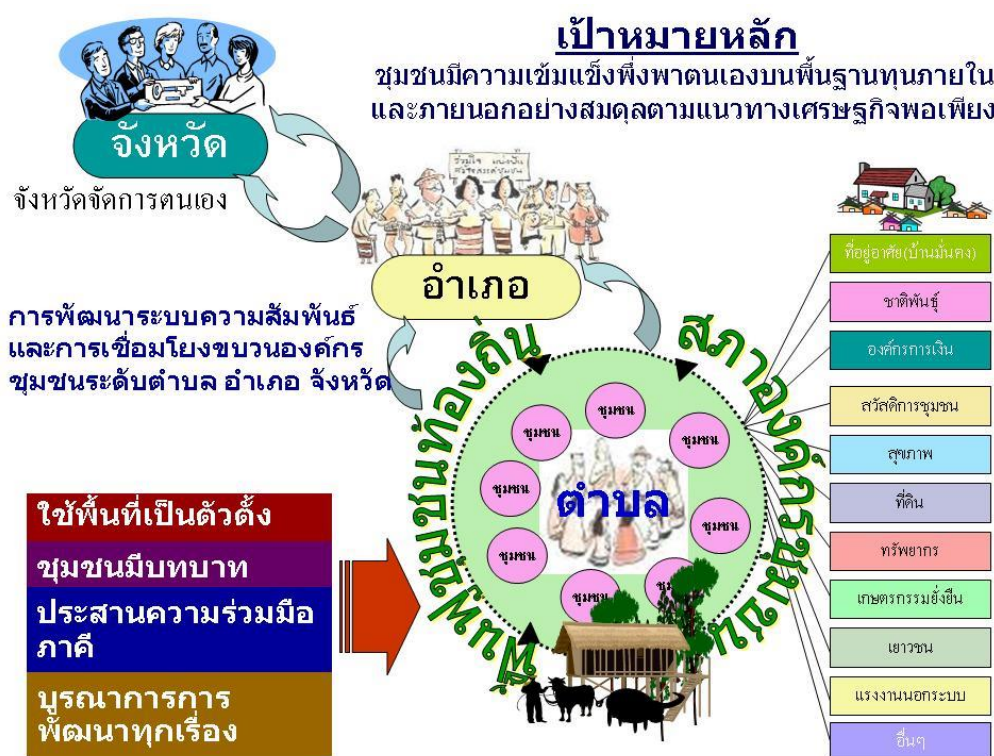 เป้าหมายหลัก
ชุมชนมีความเข้มแข็งพึ่งพาตนเองบนพื้นฐานทุนภายใน
และภายนอกอย่างสมดุลตามแนวทางเศรษฐกิจพอเพียง
จังหวัด
จังหวัดจัดการตนเอง
ร่วมใจ แบ่งปัน
อำเภอ
การพัฒนาระบบความสัมพันธ์
และการเชื่อมโยงขบวนองค์กร
ชุมชนระดับตำบล อำเภอ จังหวัด
ฟื้นฟูชุมชนท้องถิ่น
สภาองค์กรชุมชน
ชุมชน
ชุมชน
ชุมชน
ชุมชน
ชุมชน
ชุมชน
ชุมชน
ชุมชน
ตำบล
ใช้พื้นที่เป็นตัวตั้ง
ชุมชนมีบทบาท
ประสานความร่วมมือ
ภาคี
บูรณาการการ
พัฒนาทุกเรื่อง
ที่อยู่อาศัย(บ้านมั่นคง)
ชาติพันธุ์
องค์กรการเงิน
สวัสดิการชุมชน
สุขภาพ
ที่ดิน
ทรัพยากร
เกษตรกรรมยั่งยืน
เยาวชน
แรงงานนอกระบบ
อื่นๆ